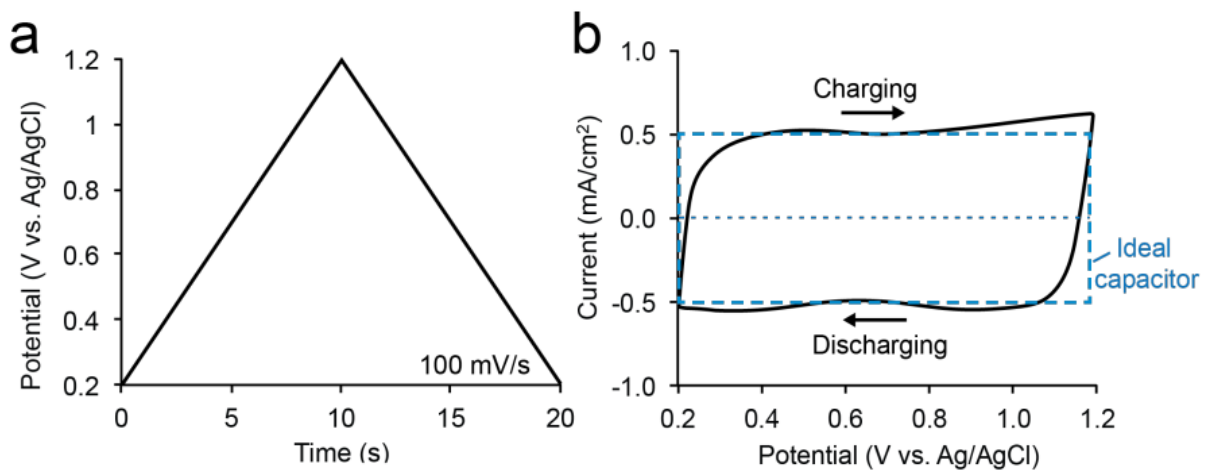 a
Potential (V vs. Ag/AgCl)
1.2
1
0.8
0.6
0.4
0.2
100 mV/s
0
5
10
15
20
Time (s)
b
Current (mA/cm²)
1.0
0.5
0.0
-0.5
-1.0
Charging
Ideal
capacitor
Discharging
0.2
0.4
0.6
0.8
1.0
1.2
Potential (V vs. Ag/AgCl)